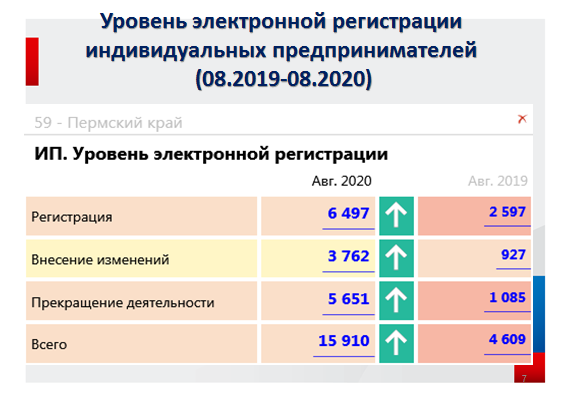 Уровень электронной регистрации
индивидуальных предпринимателей
(08.2019-08.2020)
59 - Пермский край
ИП. Уровень электронной регистрации
Авг. 2020 Авг. 2019
Регистрация 6 497 2 597
Внесение изменений 3 762 927
Прекращение деятельности 5 651 1 085
Всего 15 910 4 609
7